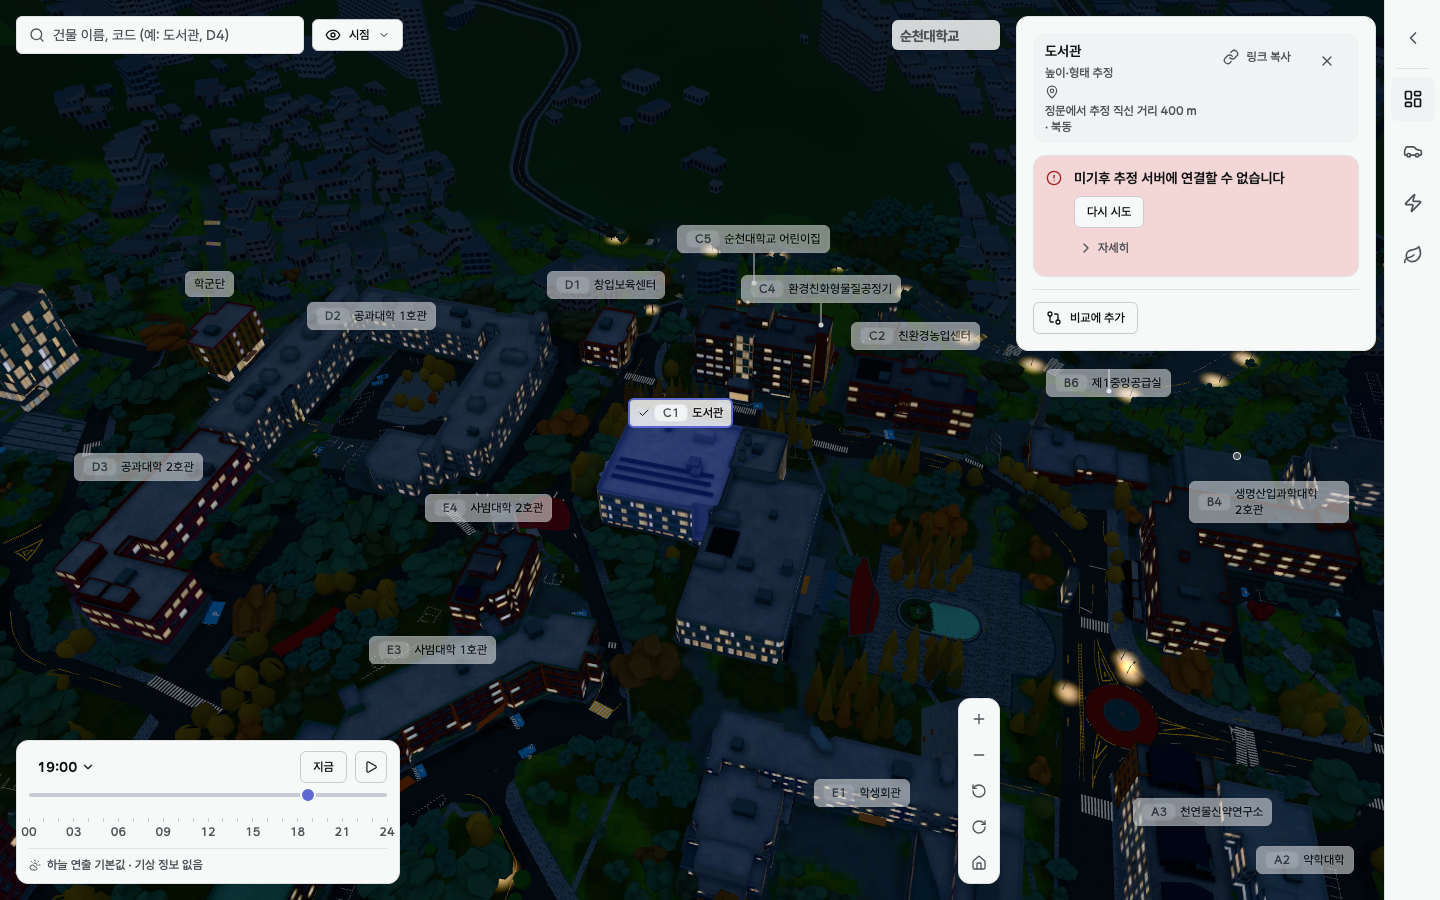 건물 이름, 코드 (예: 도서관, D4)
시점
순천대학교
도서관
링크 복사
높이·형태 추정
정문에서 추정 직선 거리 400 m
· 북동
미기후 추정 서버에 연결할 수 없습니다
다시 시도
자세히
비교에 추가
C5 순천대학교 어린이집
학군단
D1 창업보육센터
C4 환경친화형물질공정기
D2 공과대학 1호관
C2 친환경농업센터
B6 제1중앙공급실
C1 도서관
D3 공과대학 2호관
E4 사범대학 2호관
B4 생명산업과학대학
2호관
E3 사범대학 1호관
E1 학생회관
A3 천연물신약연구소
A2 약학대학
19:00
지금
00 03 06 09 12 15 18 21 24
하늘 연출 기본값 · 기상 정보 없음